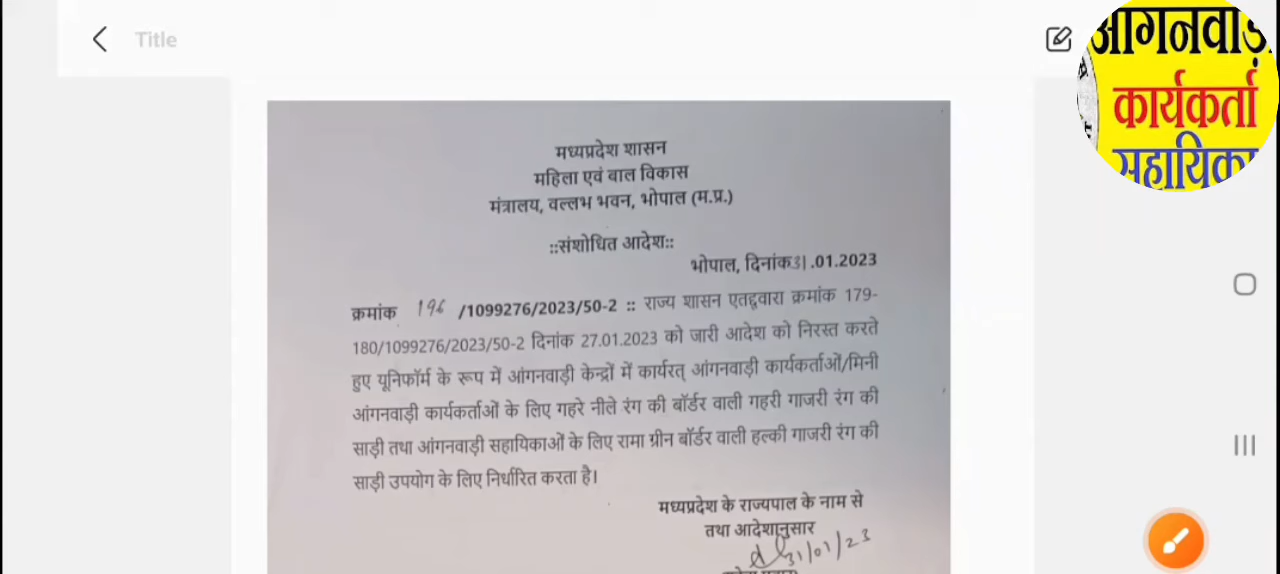 Title
आंगनवाड़ी
कार्यकर्ता
सहायिका
मध्यप्रदेश शासन
महिला एवं बाल विकास
मंत्रालय, वल्लभ भवन, भोपाल (म.प्र.)
::संशोधित आदेश::
भोपाल, दिनांक31.01.2023
क्रमांक 196 /1099276/2023/50-2 :: राज्य शासन एतद्द्वारा क्रमांक 179-
180/1099276/2023/50-2 दिनांक 27.01.2023 को जारी आदेश को निरस्त करते
हुए यूनिफॉर्म के रूप में आंगनवाड़ी केन्द्रों में कार्यरत् आंगनवाड़ी कार्यकर्ताओं/मिनी
आंगनवाड़ी कार्यकर्ताओं के लिए गहरे नीले रंग की बॉर्डर वाली गहरी गाजरी रंग की
साड़ी तथा आंगनवाड़ी सहायिकाओं के लिए रामा ग्रीन बॉर्डर वाली हल्की गाजरी रंग की
साड़ी उपयोग के लिए निर्धारित करता है।
मध्यप्रदेश के राज्यपाल के नाम से
तथा आदेशानुसार
31/01/23